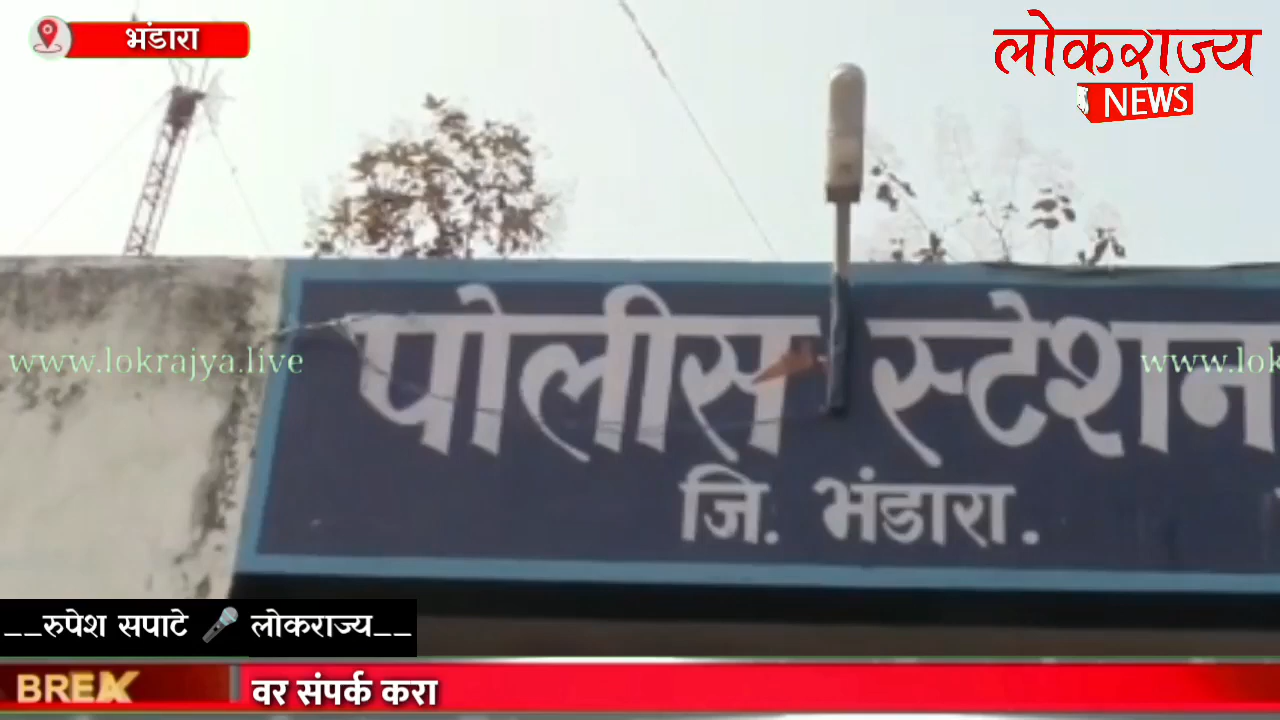 भंडारा
लोकराज्य
NEWS
पोलीस स्टेशन
www.lokrajya.live
www.lok
जि. भंडारा.
__रुपेश सपाटे 🎤 लोकराज्य__
BREAK
वर संपर्क करा